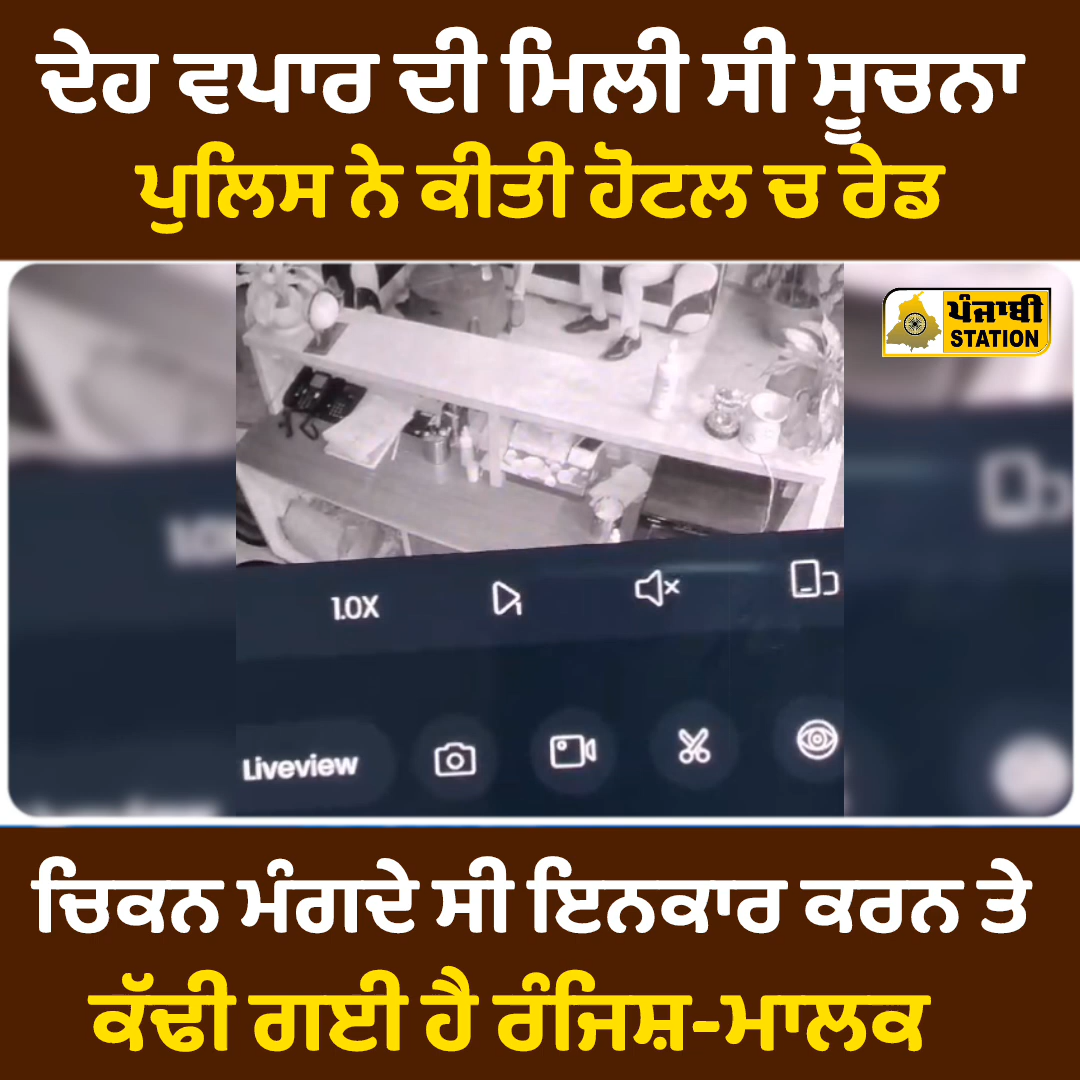 ਦੇਹ ਵਪਾਰ ਦੀ ਮਿਲੀ ਸੀ ਸੂਚਨਾ
ਪੁਲਿਸ ਨੇ ਕੀਤੀ ਹੋਟਲ ਚ ਰੇਡ
ਪੰਜਾਬੀ
STATION
1.0X
Liveview
ਚਿਕਨ ਮੰਗਦੇ ਸੀ ਇਨਕਾਰ ਕਰਨ ਤੇ
ਕੱਢੀ ਗਈ ਹੈ ਰੰਜਿਸ਼-ਮਾਲਕ